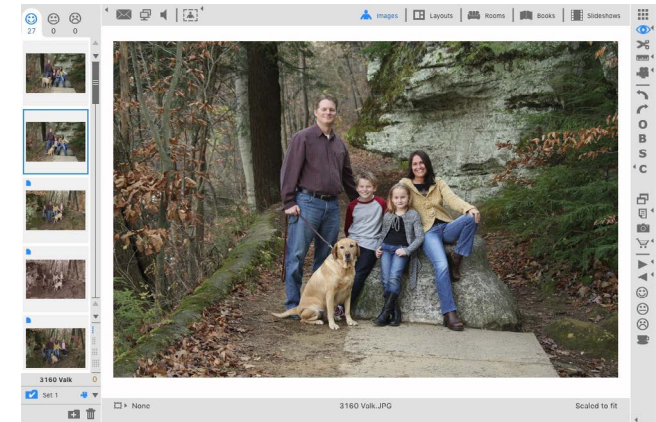 Images Layouts Rooms Books Slideshows
27 0 0
O
B
S
C
3160 Valk 0
Set 1
None 3160 Valk.JPG Scaled to fit